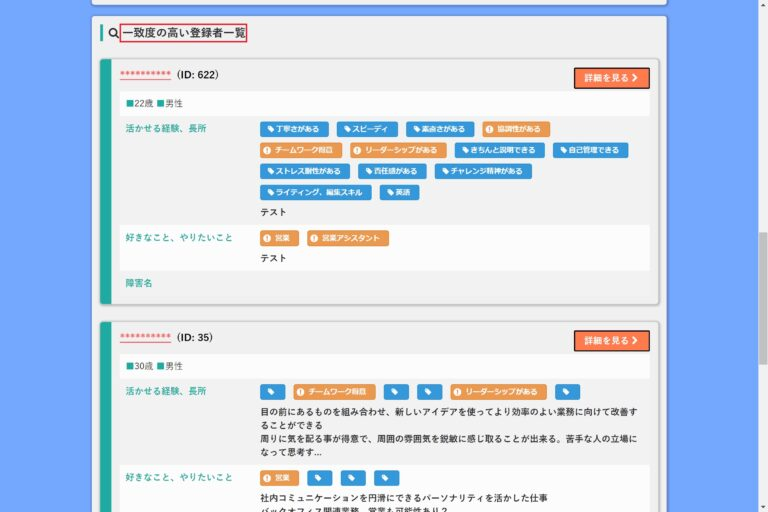 一致度の高い登録者一覧
********** （ID: 622）
詳細を見る
■22歳 ■男性
活かせる経験、長所
丁寧さがある スピーディ 素直さがある 協調性がある
チームワーク得意 リーダーシップがある きちんと説明できる 自己管理できる
ストレス耐性がある 責任感がある チャレンジ精神がある
ライティング、編集スキル 英語
テスト
好きなこと、やりたいこと
営業 営業アシスタント
テスト
障害名
********** （ID: 35）
詳細を見る
■30歳 ■男性
活かせる経験、長所
チームワーク得意 リーダーシップがある
目の前にあるものを組み合わせ、新しいアイデアを使ってより効率のよい業務に向けて改善す
ることができる
周りに気を配る事が得意で、周囲の雰囲気を鋭敏に感じ取ることが出来る。苦手な人の立場に
なって思考す...
好きなこと、やりたいこと
営業
社内コミュニケーションを円滑にできるパーソナリティを活かした仕事
バックオフィス関連業務、営業も可能性あり？